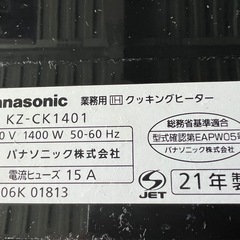 nasonic 業務用 IH クッキングヒーター
KZ-CK1401
0 V 1400 W 50-60 Hz
パナソニック株式会社
電流ヒューズ 15 A
06K 01813
総務省基準適合
型式確認第EAPW05
パナソニック株式会社
S JET
21年製